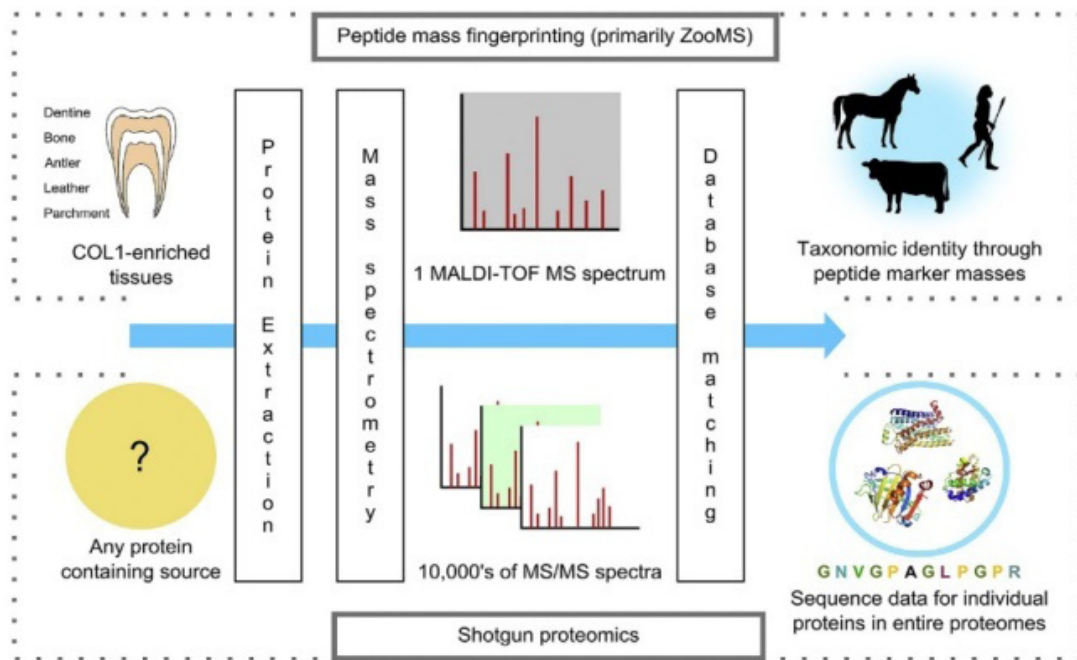 Peptide mass fingerprinting (primarily ZooMS)
Dentine
Bone
Antler
Leather
Parchment
COL1-enriched
tissues
Protein Extraction
Mass spectrometry
1 MALDI-TOF MS spectrum
Database matching
Taxonomic identity through
peptide marker masses
?
Any protein
containing source
10,000's of MS/MS spectra
GNVGPAGLPGPR
Sequence data for individual
proteins in entire proteomes
Shotgun proteomics